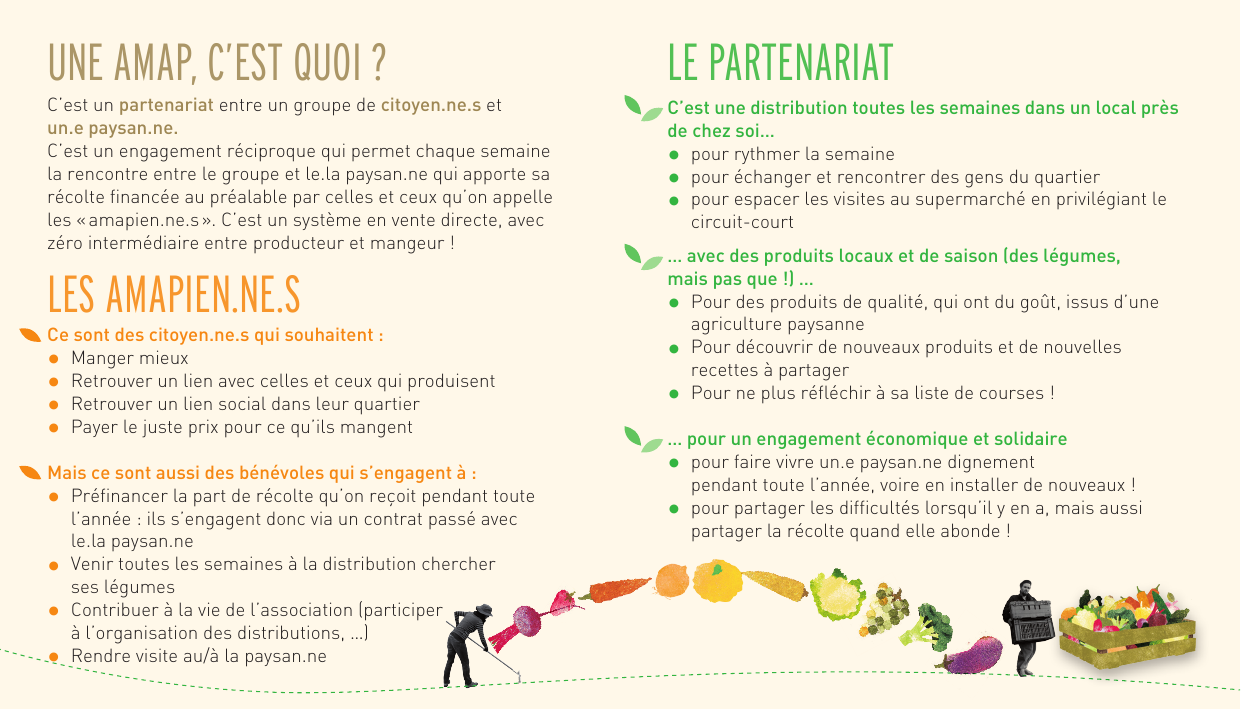 UNE AMAP, C'EST QUOI ?
C'est un partenariat entre un groupe de citoyen.ne.s et
un.e paysan.ne.
C'est un engagement réciproque qui permet chaque semaine
la rencontre entre le groupe et le.la paysan.ne qui apporte sa
récolte financée au préalable par celles et ceux qu'on appelle
les «amapien.ne.s». C'est un système en vente directe, avec
zéro intermédiaire entre producteur et mangeur !
LES AMAPIEN.NE.S
Ce sont des citoyen.ne.s qui souhaitent :
● Manger mieux
● Retrouver un lien avec celles et ceux qui produisent
● Retrouver un lien social dans leur quartier
● Payer le juste prix pour ce qu'ils mangent
Mais ce sont aussi des bénévoles qui s'engagent à :
● Préfinancer la part de récolte qu'on reçoit pendant toute
l'année : ils s'engagent donc via un contrat passé avec
le.la paysan.ne
● Venir toutes les semaines à la distribution chercher
ses légumes
● Contribuer à la vie de l'association (participer
à l'organisation des distributions, ...)
● Rendre visite au/à la paysan.ne
LE PARTENARIAT
C'est une distribution toutes les semaines dans un local près
de chez soi...
● pour rythmer la semaine
● pour échanger et rencontrer des gens du quartier
● pour espacer les visites au supermarché en privilégiant le
circuit-court
... avec des produits locaux et de saison (des légumes,
mais pas que !) ...
● Pour des produits de qualité, qui ont du goût, issus d'une
agriculture paysanne
● Pour découvrir de nouveaux produits et de nouvelles
recettes à partager
● Pour ne plus réfléchir à sa liste de courses !
... pour un engagement économique et solidaire
● pour faire vivre un.e paysan.ne dignement
pendant toute l'année, voire en installer de nouveaux !
● pour partager les difficultés lorsqu'il y en a, mais aussi
partager la récolte quand elle abonde !